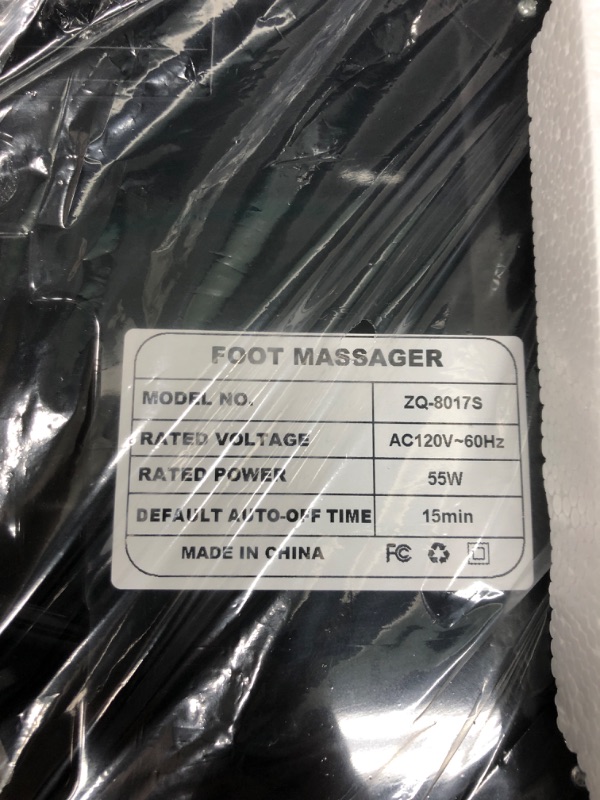 FOOT MASSAGER
MODEL NO. ZQ-8017S
RATED VOLTAGE AC120V~60Hz
RATED POWER 55W
DEFAULT AUTO-OFF TIME 15min
MADE IN CHINA FC